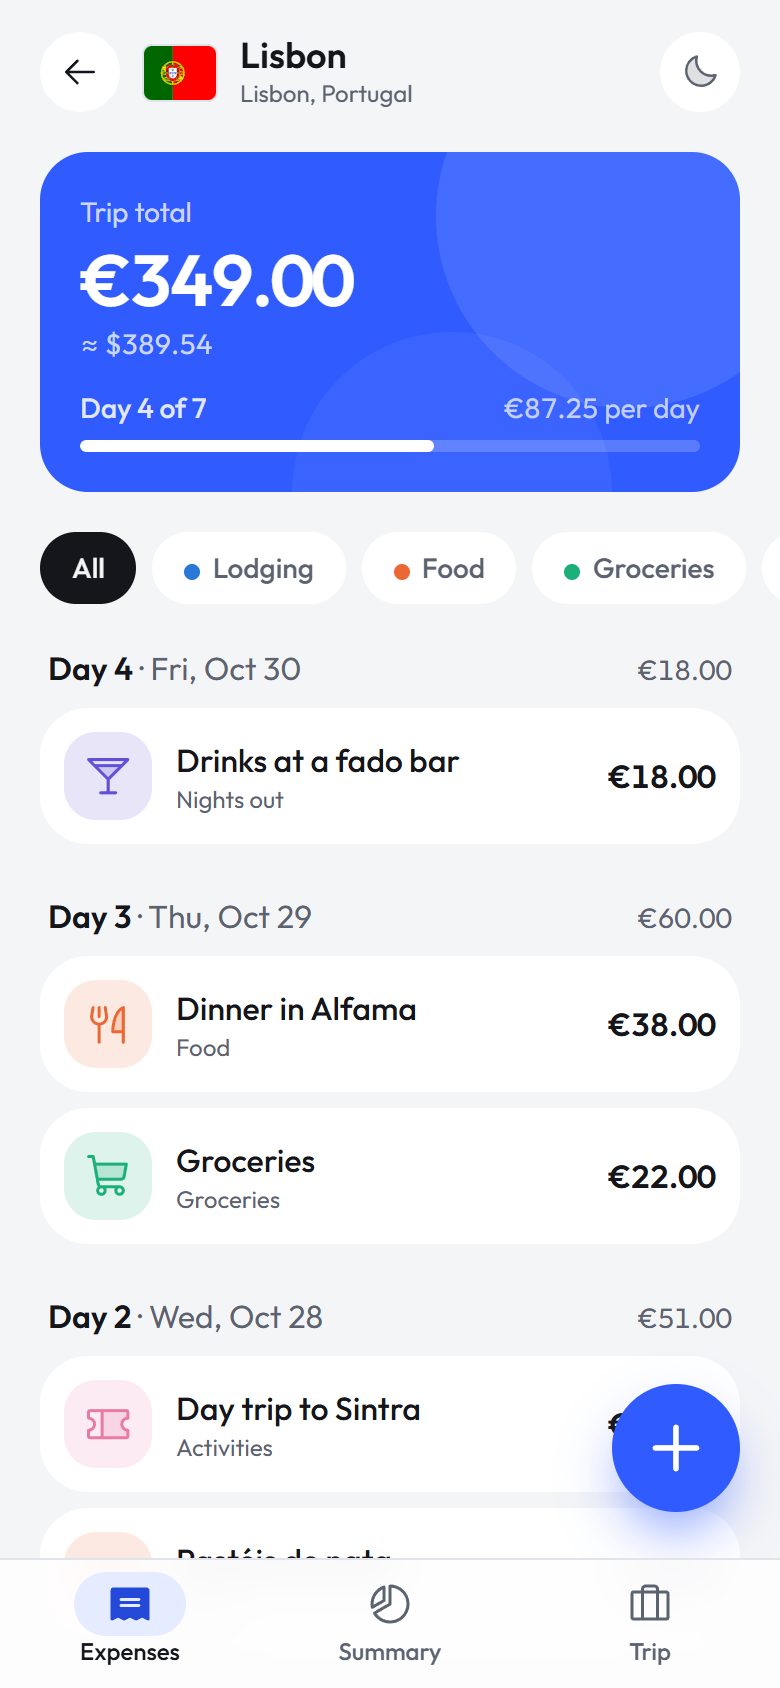 Lisbon
Lisbon, Portugal
Trip total
€349.00
≈ $389.54
Day 4 of 7
€87.25 per day
All
Lodging
Food
Groceries
Day 4 · Fri, Oct 30
€18.00
Drinks at a fado bar
€18.00
Nights out
Day 3 · Thu, Oct 29
€60.00
Dinner in Alfama
€38.00
Food
Groceries
€22.00
Groceries
Day 2 · Wed, Oct 28
€51.00
Day trip to Sintra
Activities
Pastéis de nata
Expenses
Summary
Trip